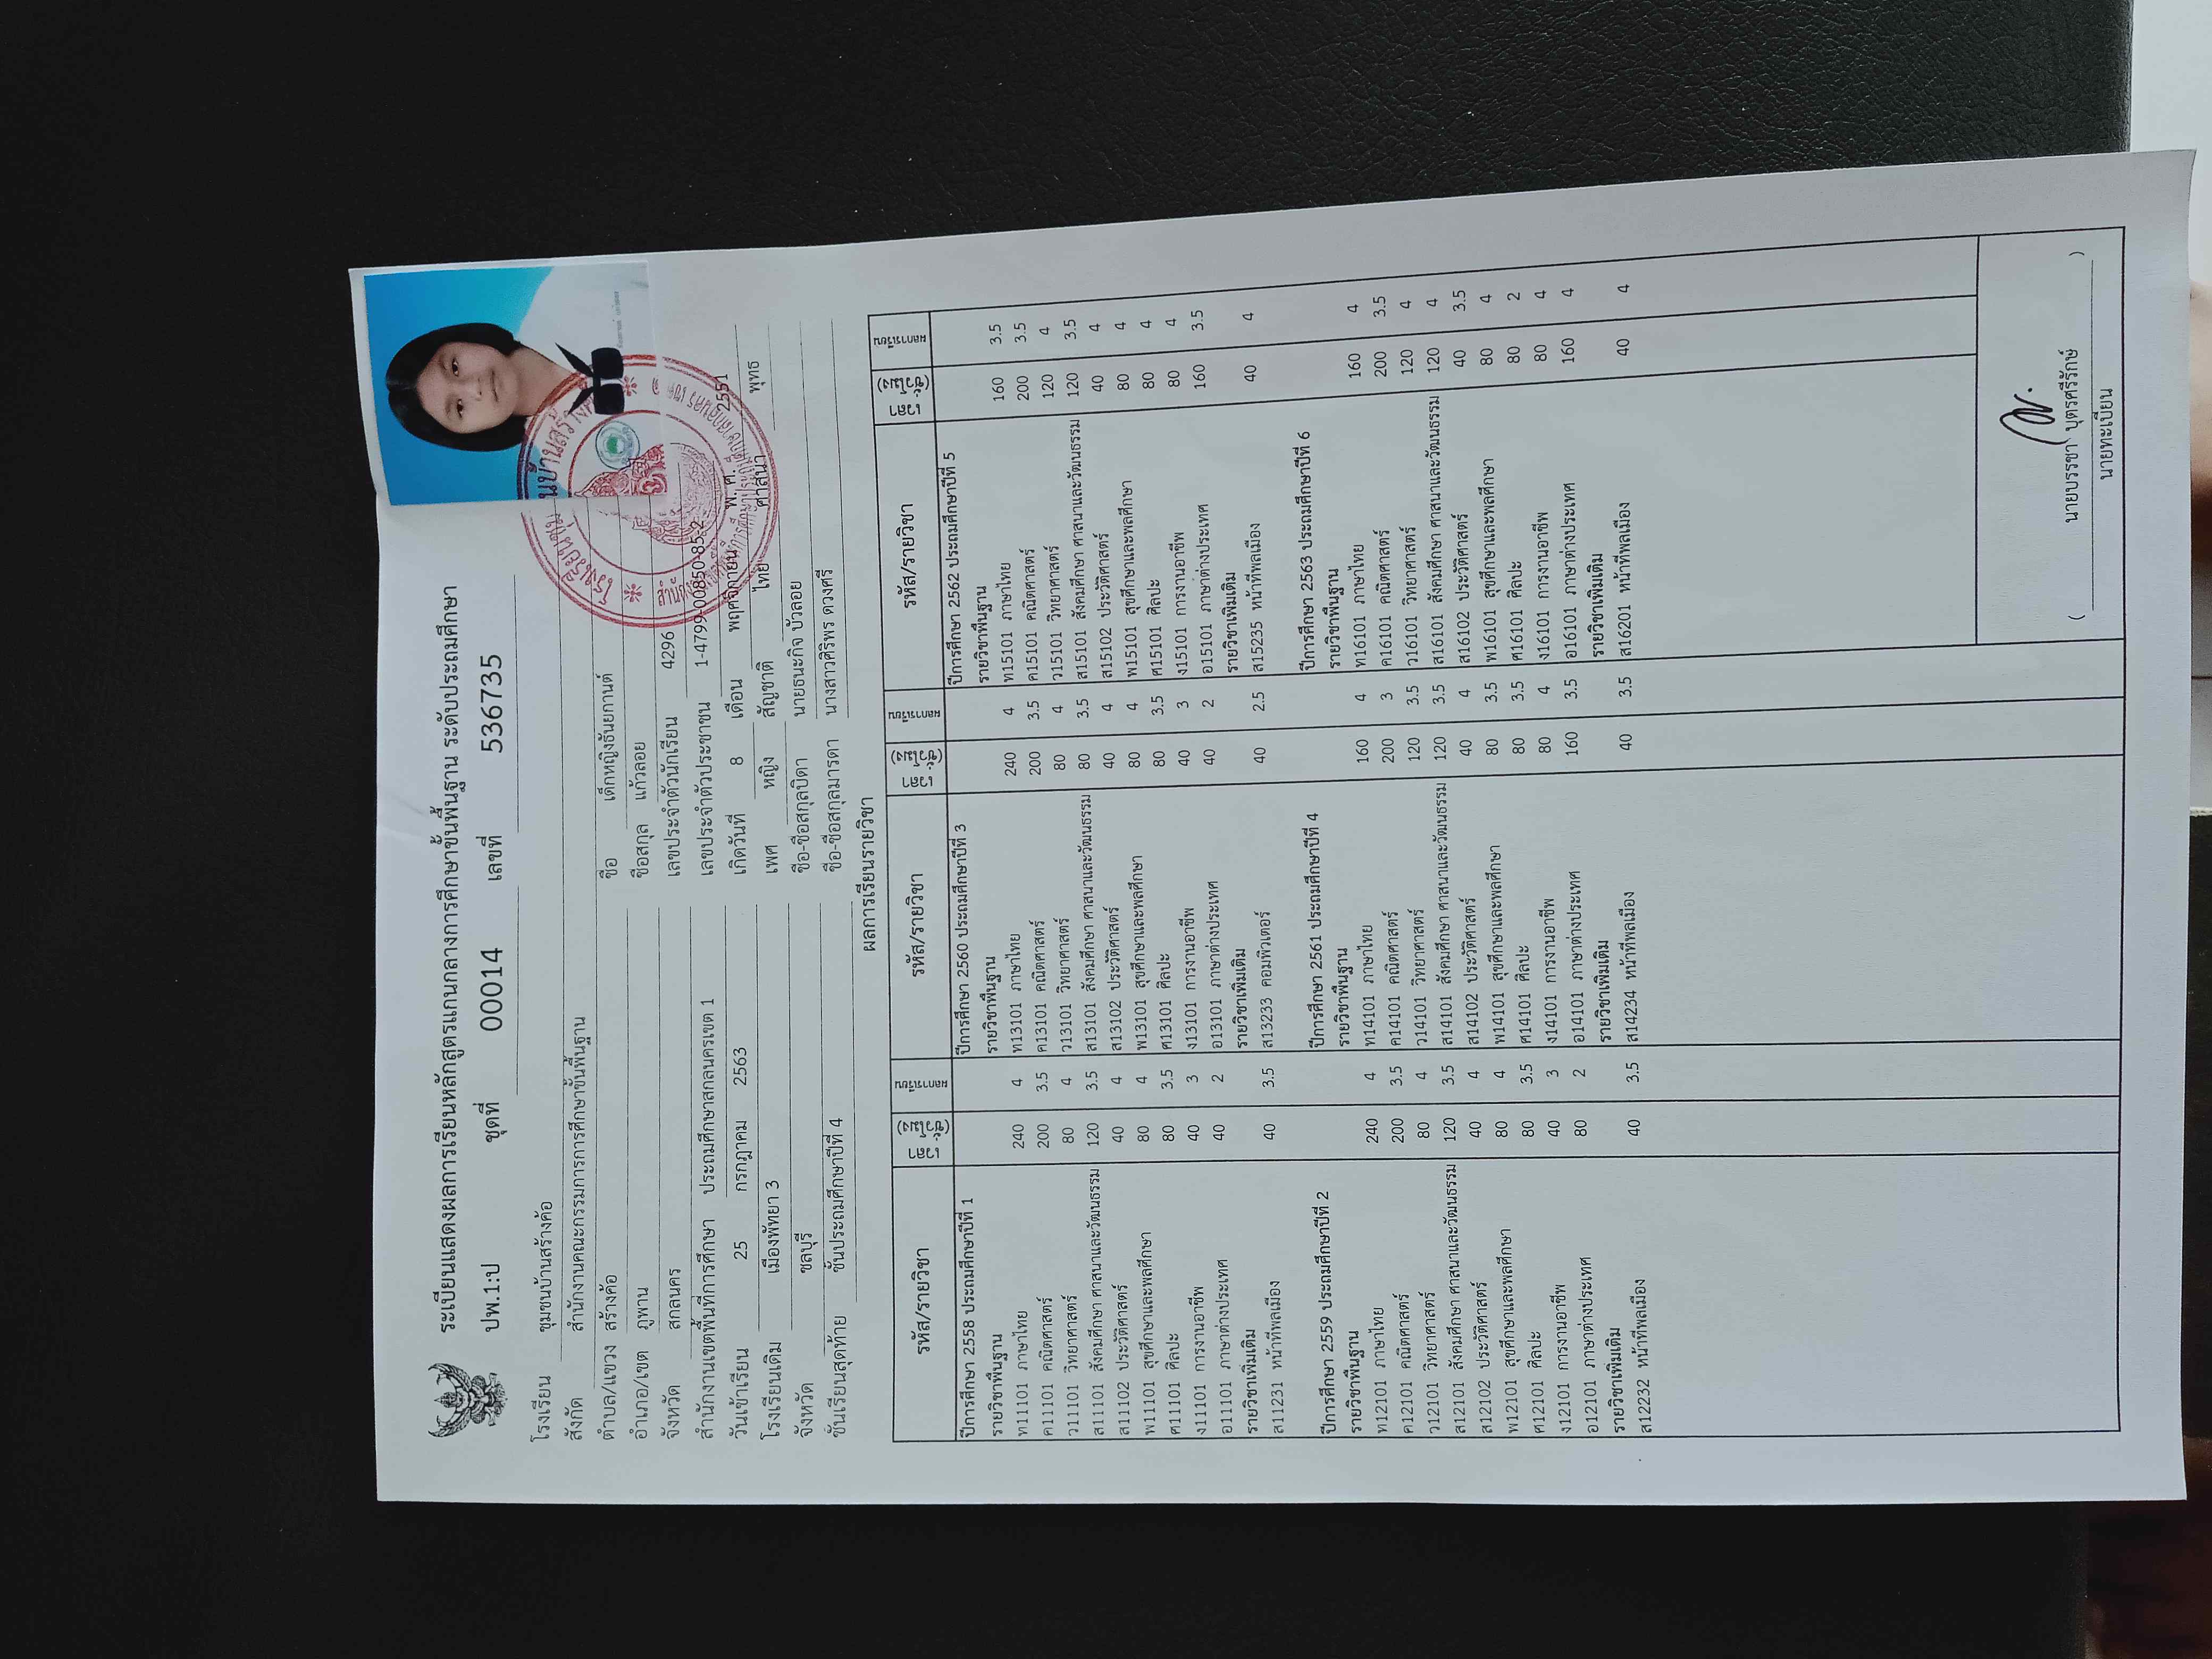 ระเบียนแสดงผลการเรียนหลักสูตรแกนกลางการศึกษาขั้นพื้นฐาน ระดับประถมศึกษา
ปพ.1:ป ชุดที่ 00014 เลขที่ 536735
โรงเรียน ชุมชนบ้านสร้างค้อ
สังกัด สำนักงานคณะกรรมการการศึกษาขั้นพื้นฐาน
ตำบล/แขวง สร้างค้อ
อำเภอ/เขต ภูพาน
จังหวัด สกลนคร
สำนักงานเขตพื้นที่การศึกษา ประถมศึกษาสกลนครเขต 1
วันเข้าเรียน 25 กรกฎาคม 2563
โรงเรียนเดิม เมืองพัทยา 3
จังหวัด ชลบุรี
ชั้นเรียนสุดท้าย ชั้นประถมศึกษาปีที่ 4
ชื่อ เด็กหญิงธันยกานต์
ชื่อสกุล แก้วลอย
เลขประจำตัวนักเรียน 4296
เลขประจำตัวประชาชน 1-4799-00850-85-2
เกิดวันที่ 8 เดือน พฤศจิกายน พ.ศ. 2551
เพศ หญิง สัญชาติ ไทย ศาสนา พุทธ
ชื่อ-ชื่อสกุลบิดา นายธนะกิจ บัวลอย
ชื่อ-ชื่อสกุลมารดา นางสาวศิริพร ดวงศรี
ผลการเรียนรายวิชา
รหัส/รายวิชา เวลา (ชั่วโมง) ผลการเรียน
ปีการศึกษา 2558 ประถมศึกษาปีที่ 1
รายวิชาพื้นฐาน
ท11101 ภาษาไทย 240 4
ค11101 คณิตศาสตร์ 200 3.5
ว11101 วิทยาศาสตร์ 80 4
ส11101 สังคมศึกษา ศาสนาและวัฒนธรรม 120 3.5
ส11102 ประวัติศาสตร์ 40 4
พ11101 สุขศึกษาและพลศึกษา 80 4
ศ11101 ศิลปะ 80 3.5
ง11101 การงานอาชีพ 40 3
อ11101 ภาษาต่างประเทศ 40 2
รายวิชาเพิ่มเติม
ส11231 หน้าที่พลเมือง 40 3.5
ปีการศึกษา 2559 ประถมศึกษาปีที่ 2
รายวิชาพื้นฐาน
ท12101 ภาษาไทย 240 4
ค12101 คณิตศาสตร์ 200 3.5
ว12101 วิทยาศาสตร์ 80 4
ส12101 สังคมศึกษา ศาสนาและวัฒนธรรม 120 3.5
ส12102 ประวัติศาสตร์ 40 4
พ12101 สุขศึกษาและพลศึกษา 80 4
ศ12101 ศิลปะ 80 3.5
ง12101 การงานอาชีพ 40 3
อ12101 ภาษาต่างประเทศ 80 2
รายวิชาเพิ่มเติม
ส12232 หน้าที่พลเมือง 40 3.5
รหัส/รายวิชา เวลา (ชั่วโมง) ผลการเรียน
ปีการศึกษา 2560 ประถมศึกษาปีที่ 3
รายวิชาพื้นฐาน
ท13101 ภาษาไทย 240 4
ค13101 คณิตศาสตร์ 200 3.5
ว13101 วิทยาศาสตร์ 80 4
ส13101 สังคมศึกษา ศาสนาและวัฒนธรรม 80 3.5
ส13102 ประวัติศาสตร์ 40 4
พ13101 สุขศึกษาและพลศึกษา 80 4
ศ13101 ศิลปะ 80 3.5
ง13101 การงานอาชีพ 40 3
อ13101 ภาษาต่างประเทศ 40 2
รายวิชาเพิ่มเติม
ส13233 คอมพิวเตอร์ 40 2.5
ปีการศึกษา 2561 ประถมศึกษาปีที่ 4
รายวิชาพื้นฐาน
ท14101 ภาษาไทย 160 4
ค14101 คณิตศาสตร์ 200 3
ว14101 วิทยาศาสตร์ 120 3.5
ส14101 สังคมศึกษา ศาสนาและวัฒนธรรม 120 3.5
ส14102 ประวัติศาสตร์ 40 4
พ14101 สุขศึกษาและพลศึกษา 80 3.5
ศ14101 ศิลปะ 80 3.5
ง14101 การงานอาชีพ 80 4
อ14101 ภาษาต่างประเทศ 160 3.5
รายวิชาเพิ่มเติม
ส14234 หน้าที่พลเมือง 40 3.5
รหัส/รายวิชา เวลา (ชั่วโมง) ผลการเรียน
ปีการศึกษา 2562 ประถมศึกษาปีที่ 5
รายวิชาพื้นฐาน
ท15101 ภาษาไทย 160 3.5
ค15101 คณิตศาสตร์ 200 3.5
ว15101 วิทยาศาสตร์ 120 4
ส15101 สังคมศึกษา ศาสนาและวัฒนธรรม 120 3.5
ส15102 ประวัติศาสตร์ 40 4
พ15101 สุขศึกษาและพลศึกษา 80 4
ศ15101 ศิลปะ 80 4
ง15101 การงานอาชีพ 80 4
อ15101 ภาษาต่างประเทศ 160 3.5
รายวิชาเพิ่มเติม
ส15235 หน้าที่พลเมือง 40 4
ปีการศึกษา 2563 ประถมศึกษาปีที่ 6
รายวิชาพื้นฐาน
ท16101 ภาษาไทย 160 4
ค16101 คณิตศาสตร์ 200 3.5
ว16101 วิทยาศาสตร์ 120 4
ส16101 สังคมศึกษา ศาสนาและวัฒนธรรม 120 4
ส16102 ประวัติศาสตร์ 40 3.5
พ16101 สุขศึกษาและพลศึกษา 80 4
ศ16101 ศิลปะ 80 2
ง16101 การงานอาชีพ 80 4
อ16101 ภาษาต่างประเทศ 160 4
รายวิชาเพิ่มเติม
ส16201 หน้าที่พลเมือง 40 4
( นายบรรชา บุตรศรีรักษ์ )
นายทะเบียน